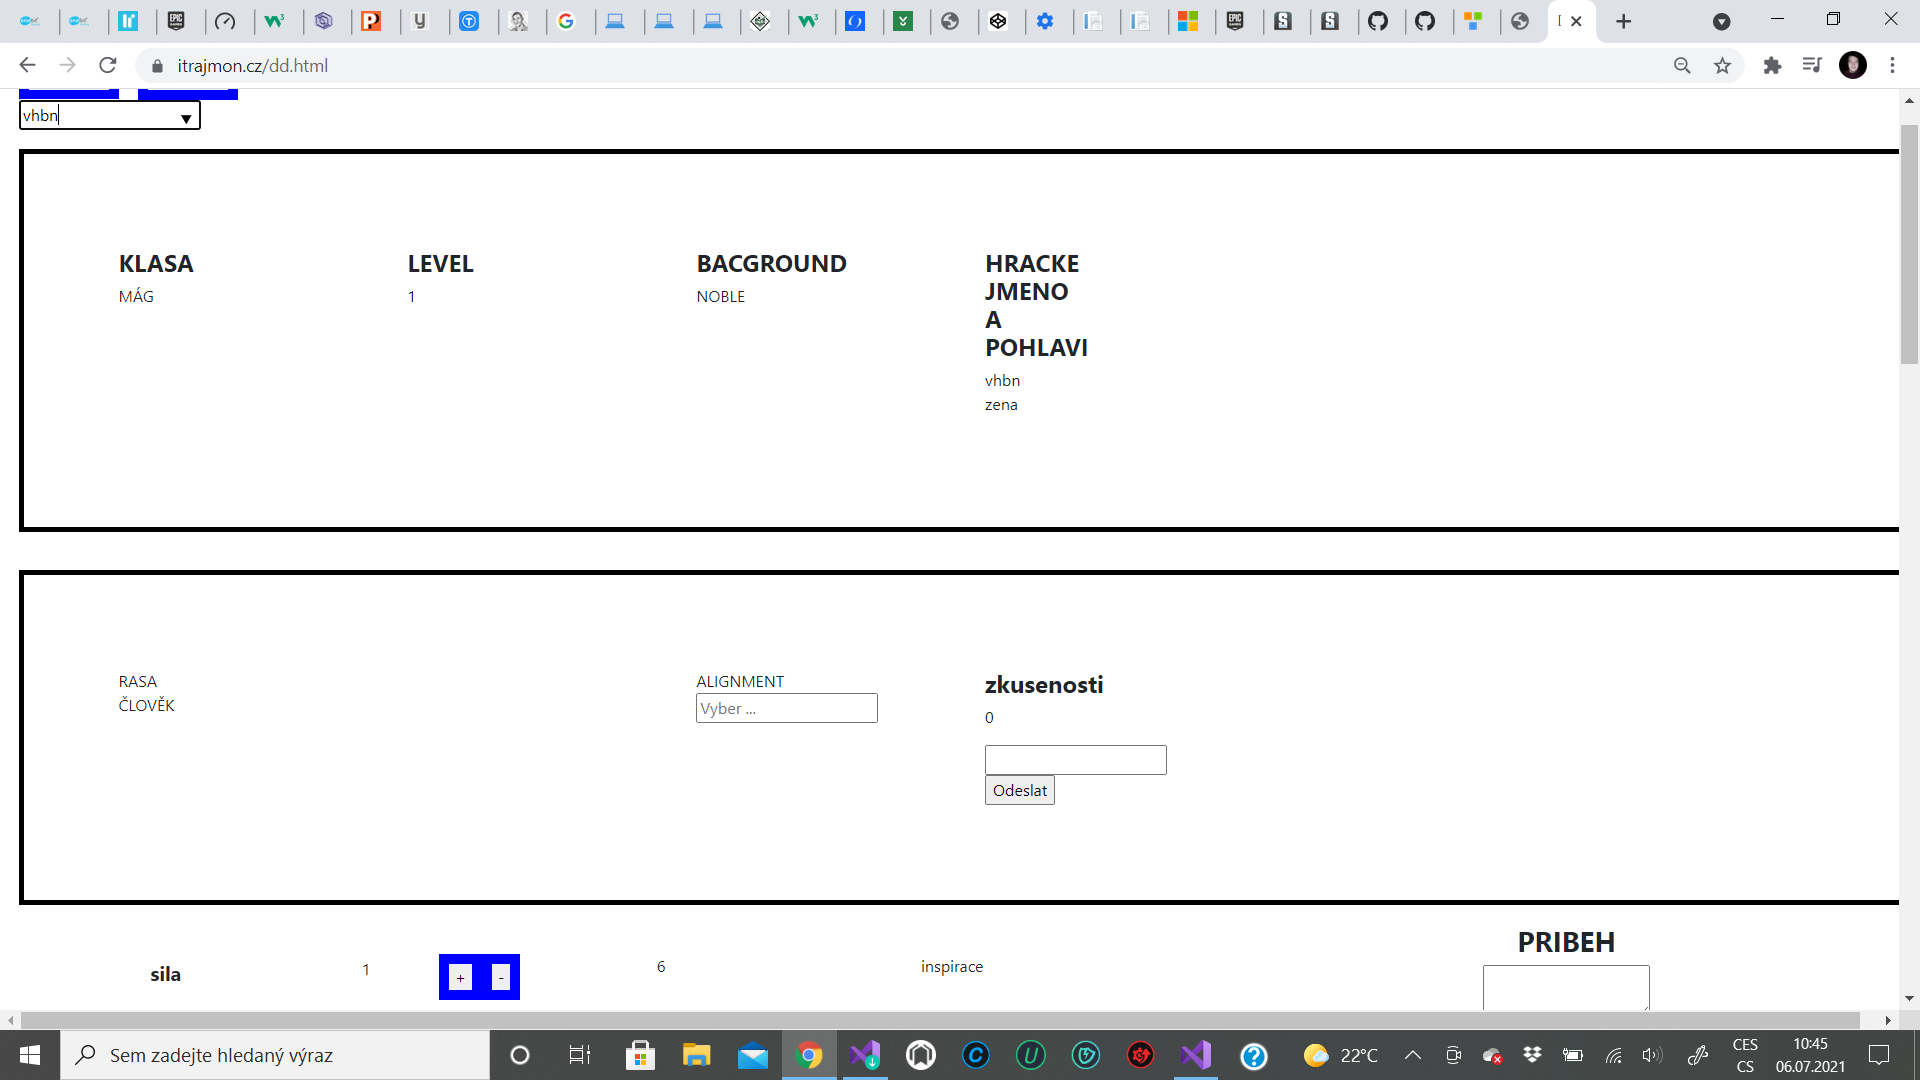 itrajmon.cz/dd.html
vhbn
KLASA
MÁG
LEVEL
1
BACGROUND
NOBLE
HRACKE
JMENO
A
POHLAVI
vhbn
zena
RASA
ČLOVĚK
ALIGNMENT
Vyber ...
zkusenosti
0
Odeslat
sila
1
+
-
6
inspirace
PRIBEH
Sem zadejte hledaný výraz
22°C
CES
CS
10:45
06.07.2021